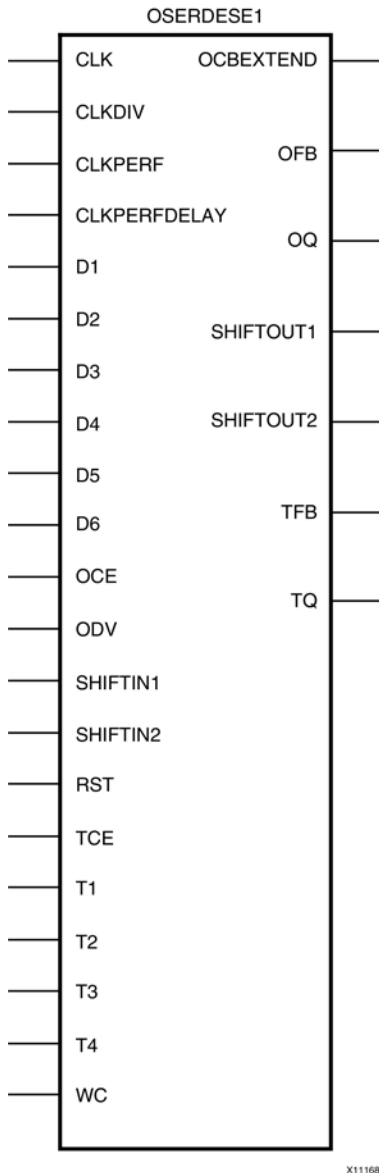 OSERDESE1
CLK
OCBEXTEND
CLKDIV
OFB
CLKPERF
CLKPERFDELAY
OQ
D1
D2
SHIFTOUT1
D3
D4
SHIFTOUT2
D5
D6
TFB
OCE
TQ
ODV
SHIFTIN1
SHIFTIN2
RST
TCE
T1
T2
T3
T4
WC
X11168